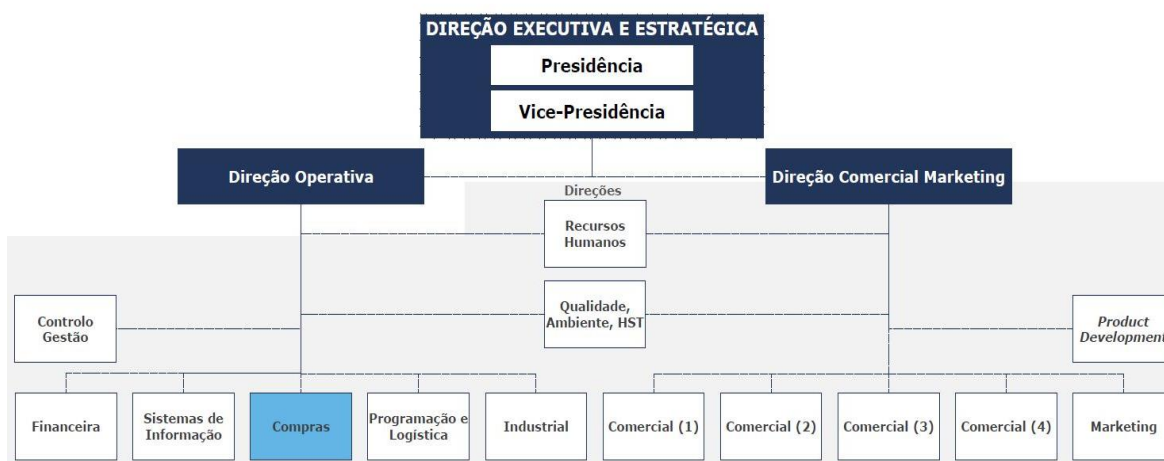 DIREÇÃO EXECUTIVA E ESTRATÉGICA
Presidência
Vice-Presidência
Direção Operativa
Direção Comercial Marketing
Direções
Recursos
Humanos
Qualidade,
Ambiente, HST
Controlo
Gestão
Product
Development
Financeira
Sistemas de
Informação
Compras
Programação e
Logística
Industrial
Comercial (1)
Comercial (2)
Comercial (3)
Comercial (4)
Marketing